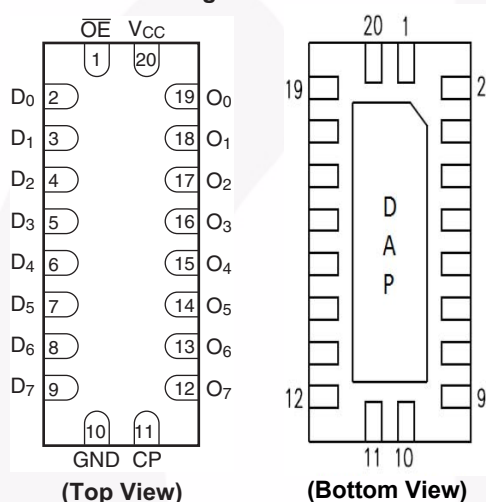 OE VCC
1 20
D0 2 19 O0
D1 3 18 O1
D2 4 17 O2
D3 5 16 O3
D4 6 15 O4
D5 7 14 O5
D6 8 13 O6
D7 9 12 O7
10 11
GND CP
(Top View)
20 1
19 2
D
A
P
12 9
11 10
(Bottom View)